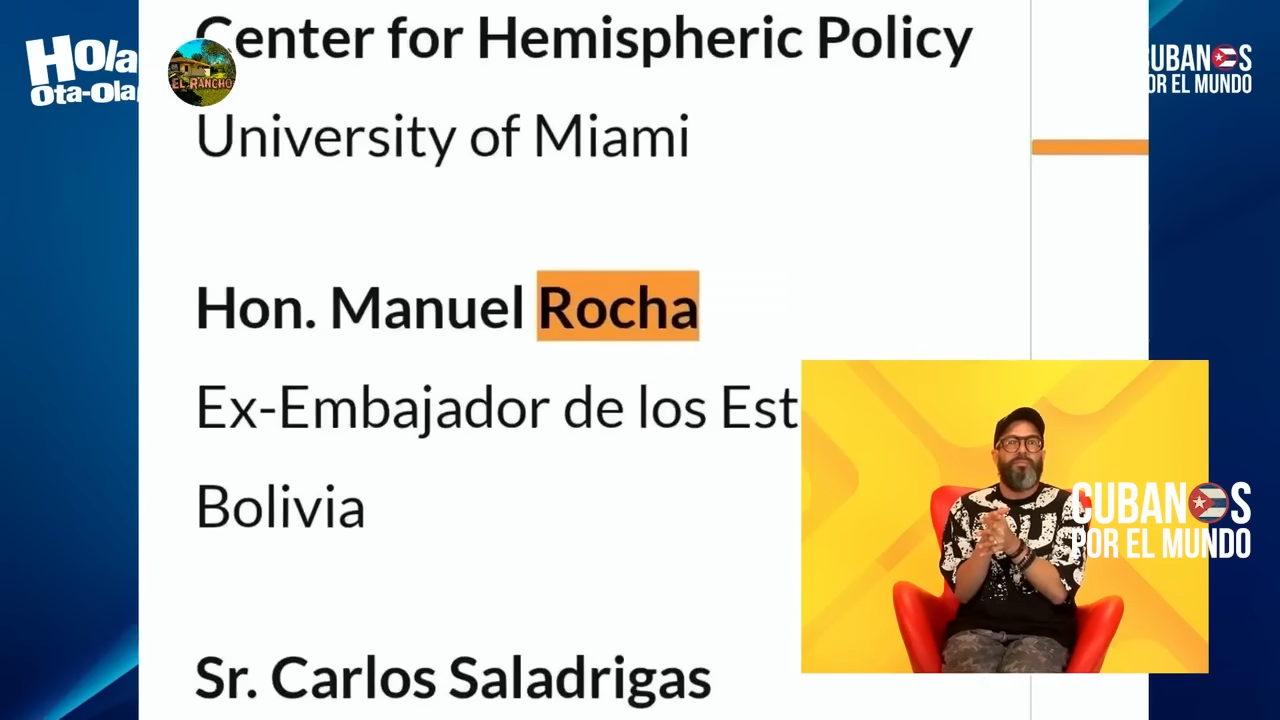 Hola
Ota-Ola
EL RANCHO
Center for Hemispheric Policy
University of Miami
Hon. Manuel Rocha
Ex-Embajador de los Est
Bolivia
Sr. Carlos Saladrigas
CUBANOS
POR EL MUNDO
CUBANOS
POR EL MUNDO